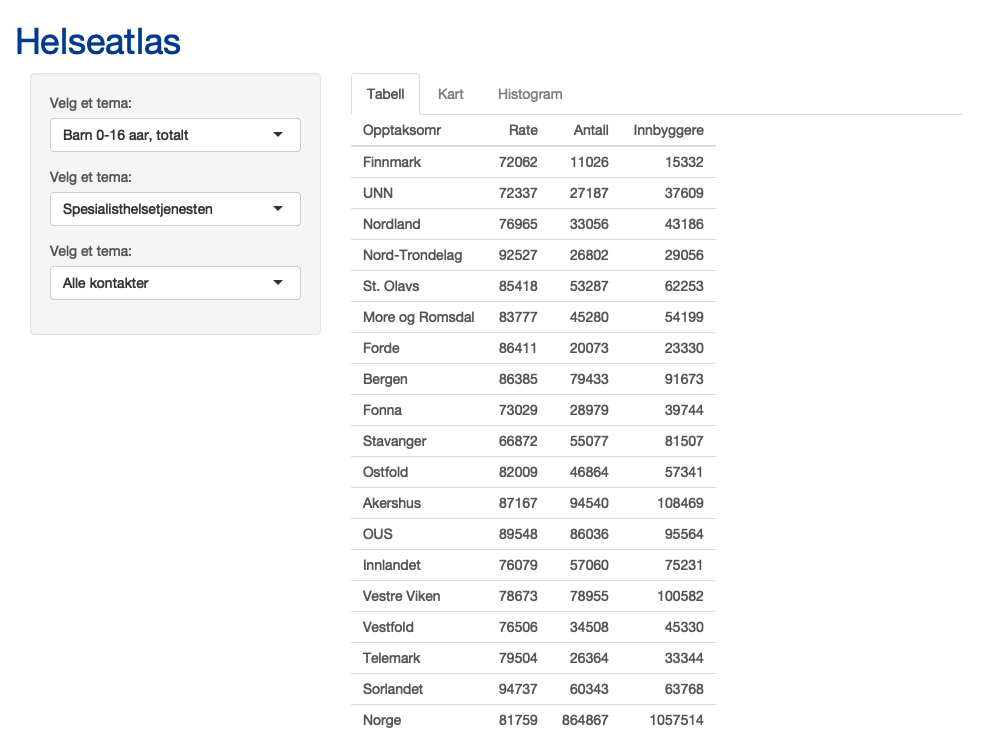 Helseatlas
Velg et tema:
Barn 0-16 aar, totalt
Velg et tema:
Spesialisthelsetjenesten
Velg et tema:
Alle kontakter
Tabell Kart Histogram
Opptaksomr Rate Antall Innbyggere
Finnmark 72062 11026 15332
UNN 72337 27187 37609
Nordland 76965 33056 43186
Nord-Trondelag 92527 26802 29056
St. Olavs 85418 53287 62253
More og Romsdal 83777 45280 54199
Forde 86411 20073 23330
Bergen 86385 79433 91673
Fonna 73029 28979 39744
Stavanger 66872 55077 81507
Ostfold 82009 46864 57341
Akershus 87167 94540 108469
OUS 89548 86036 95564
Innlandet 76079 57060 75231
Vestre Viken 78673 78955 100582
Vestfold 76506 34508 45330
Telemark 79504 26364 33344
Sorlandet 94737 60343 63768
Norge 81759 864867 1057514